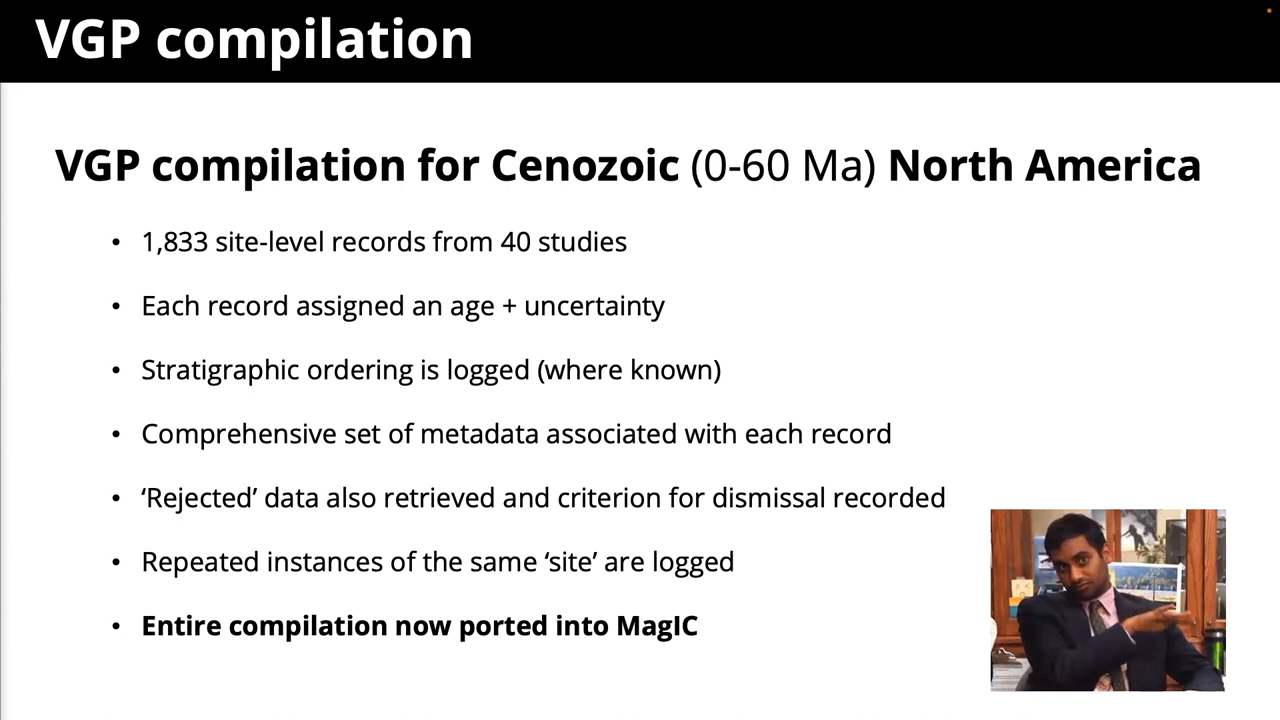 VGP compilation
VGP compilation for Cenozoic (0-60 Ma) North America
• 1,833 site-level records from 40 studies
• Each record assigned an age + uncertainty
• Stratigraphic ordering is logged (where known)
• Comprehensive set of metadata associated with each record
• ‘Rejected’ data also retrieved and criterion for dismissal recorded
• Repeated instances of the same ‘site’ are logged
• Entire compilation now ported into MagIC